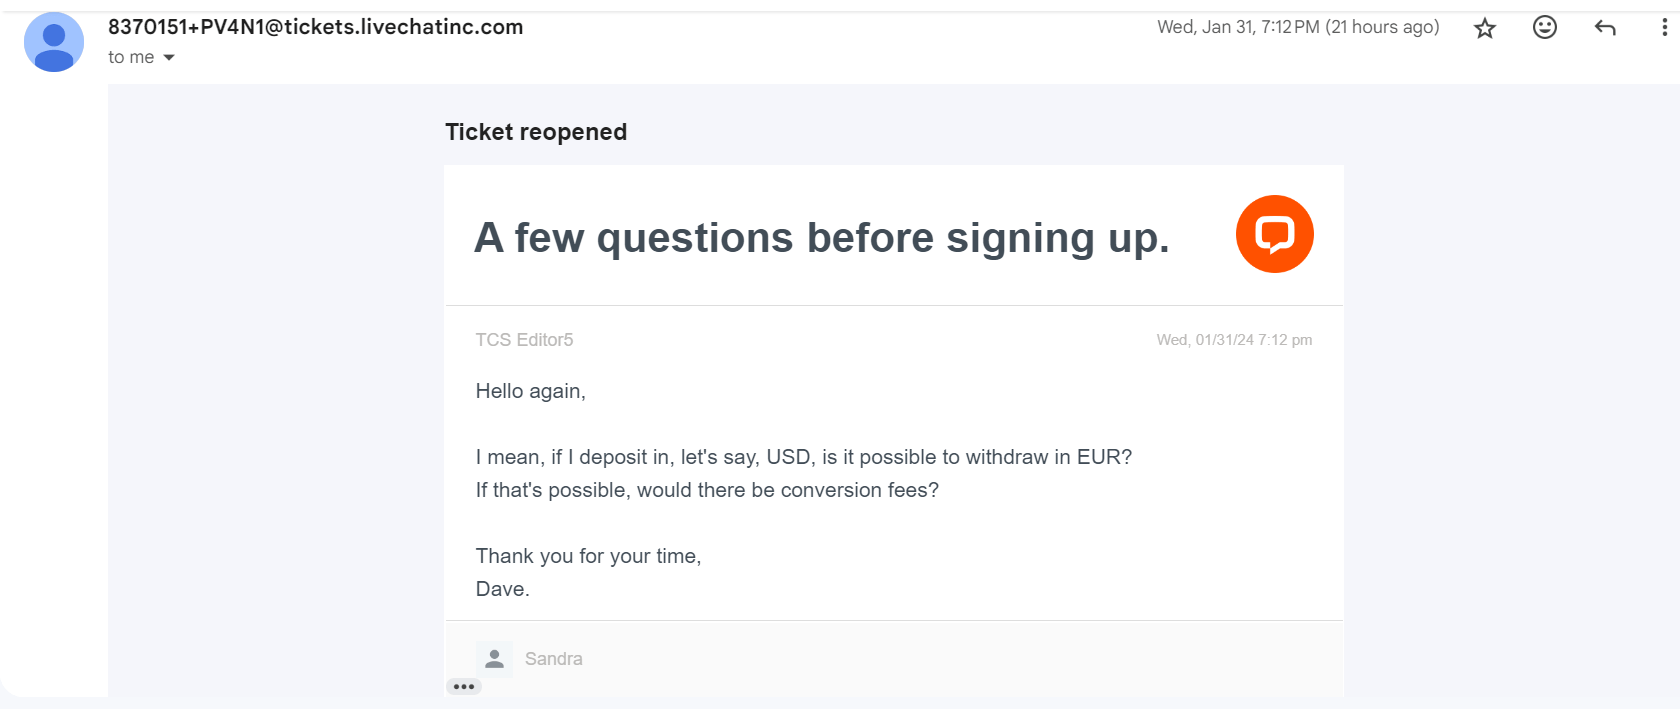 8370151+PV4N1@tickets.livechatinc.com
Wed, Jan 31, 7:12 PM (21 hours ago)
to me
Ticket reopened
A few questions before signing up.
TCS Editor5
Wed, 01/31/24 7:12 pm
Hello again,
I mean, if I deposit in, let's say, USD, is it possible to withdraw in EUR?
If that's possible, would there be conversion fees?
Thank you for your time,
Dave.
Sandra